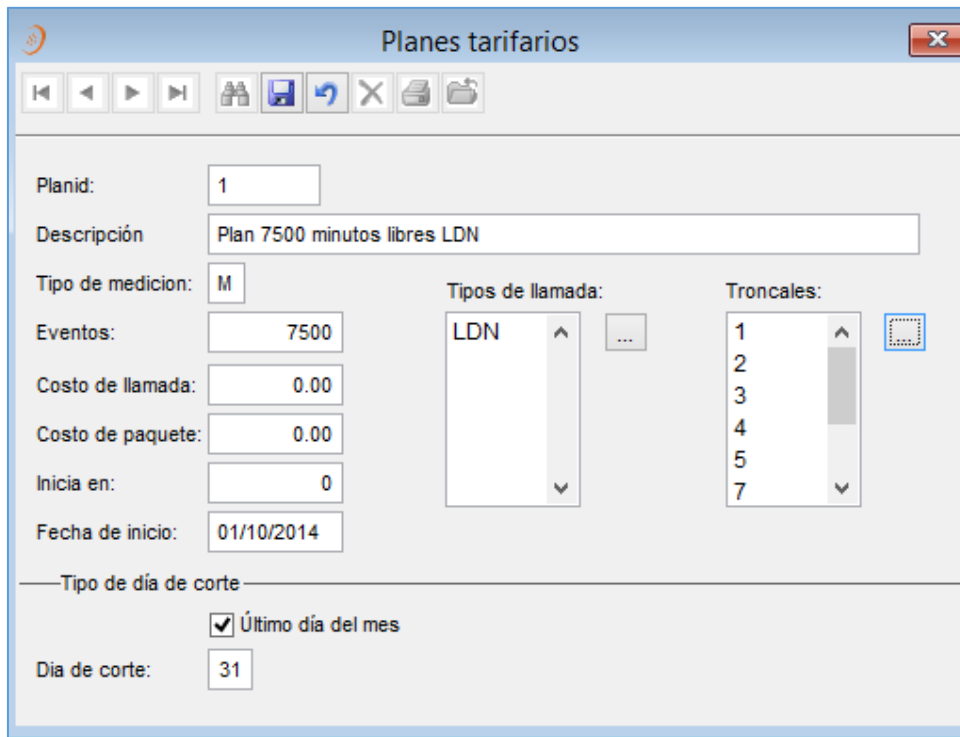 Planes tarifarios
Planid: 1
Descripción Plan 7500 minutos libres LDN
Tipo de medicion: M
Tipos de llamada: Troncales:
Eventos: 7500
LDN ... 1 ...
2
3
Costo de llamada: 0.00
4
Costo de paquete: 0.00
5
Inicia en: 0
7
Fecha de inicio: 01/10/2014
Tipo de día de corte
Último día del mes
Dia de corte: 31